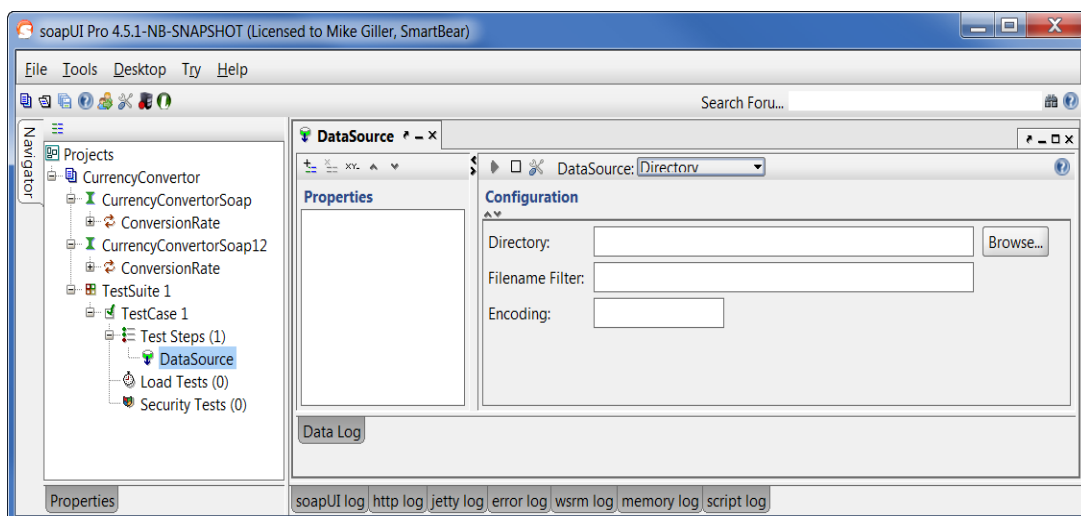 soapUI Pro 4.5.1-NB-SNAPSHOT (Licensed to Mike Giller, SmartBear)
File Tools Desktop Try Help
Search Foru...
Navigator
Projects
CurrencyConvertor
CurrencyConvertorSoap
ConversionRate
CurrencyConvertorSoap12
ConversionRate
TestSuite 1
TestCase 1
Test Steps (1)
DataSource
Load Tests (0)
Security Tests (0)
Properties
DataSource
DataSource: Directory
Properties
Configuration
Directory:
Browse...
Filename Filter:
Encoding:
Data Log
soapUI log http log jetty log error log wsrm log memory log script log